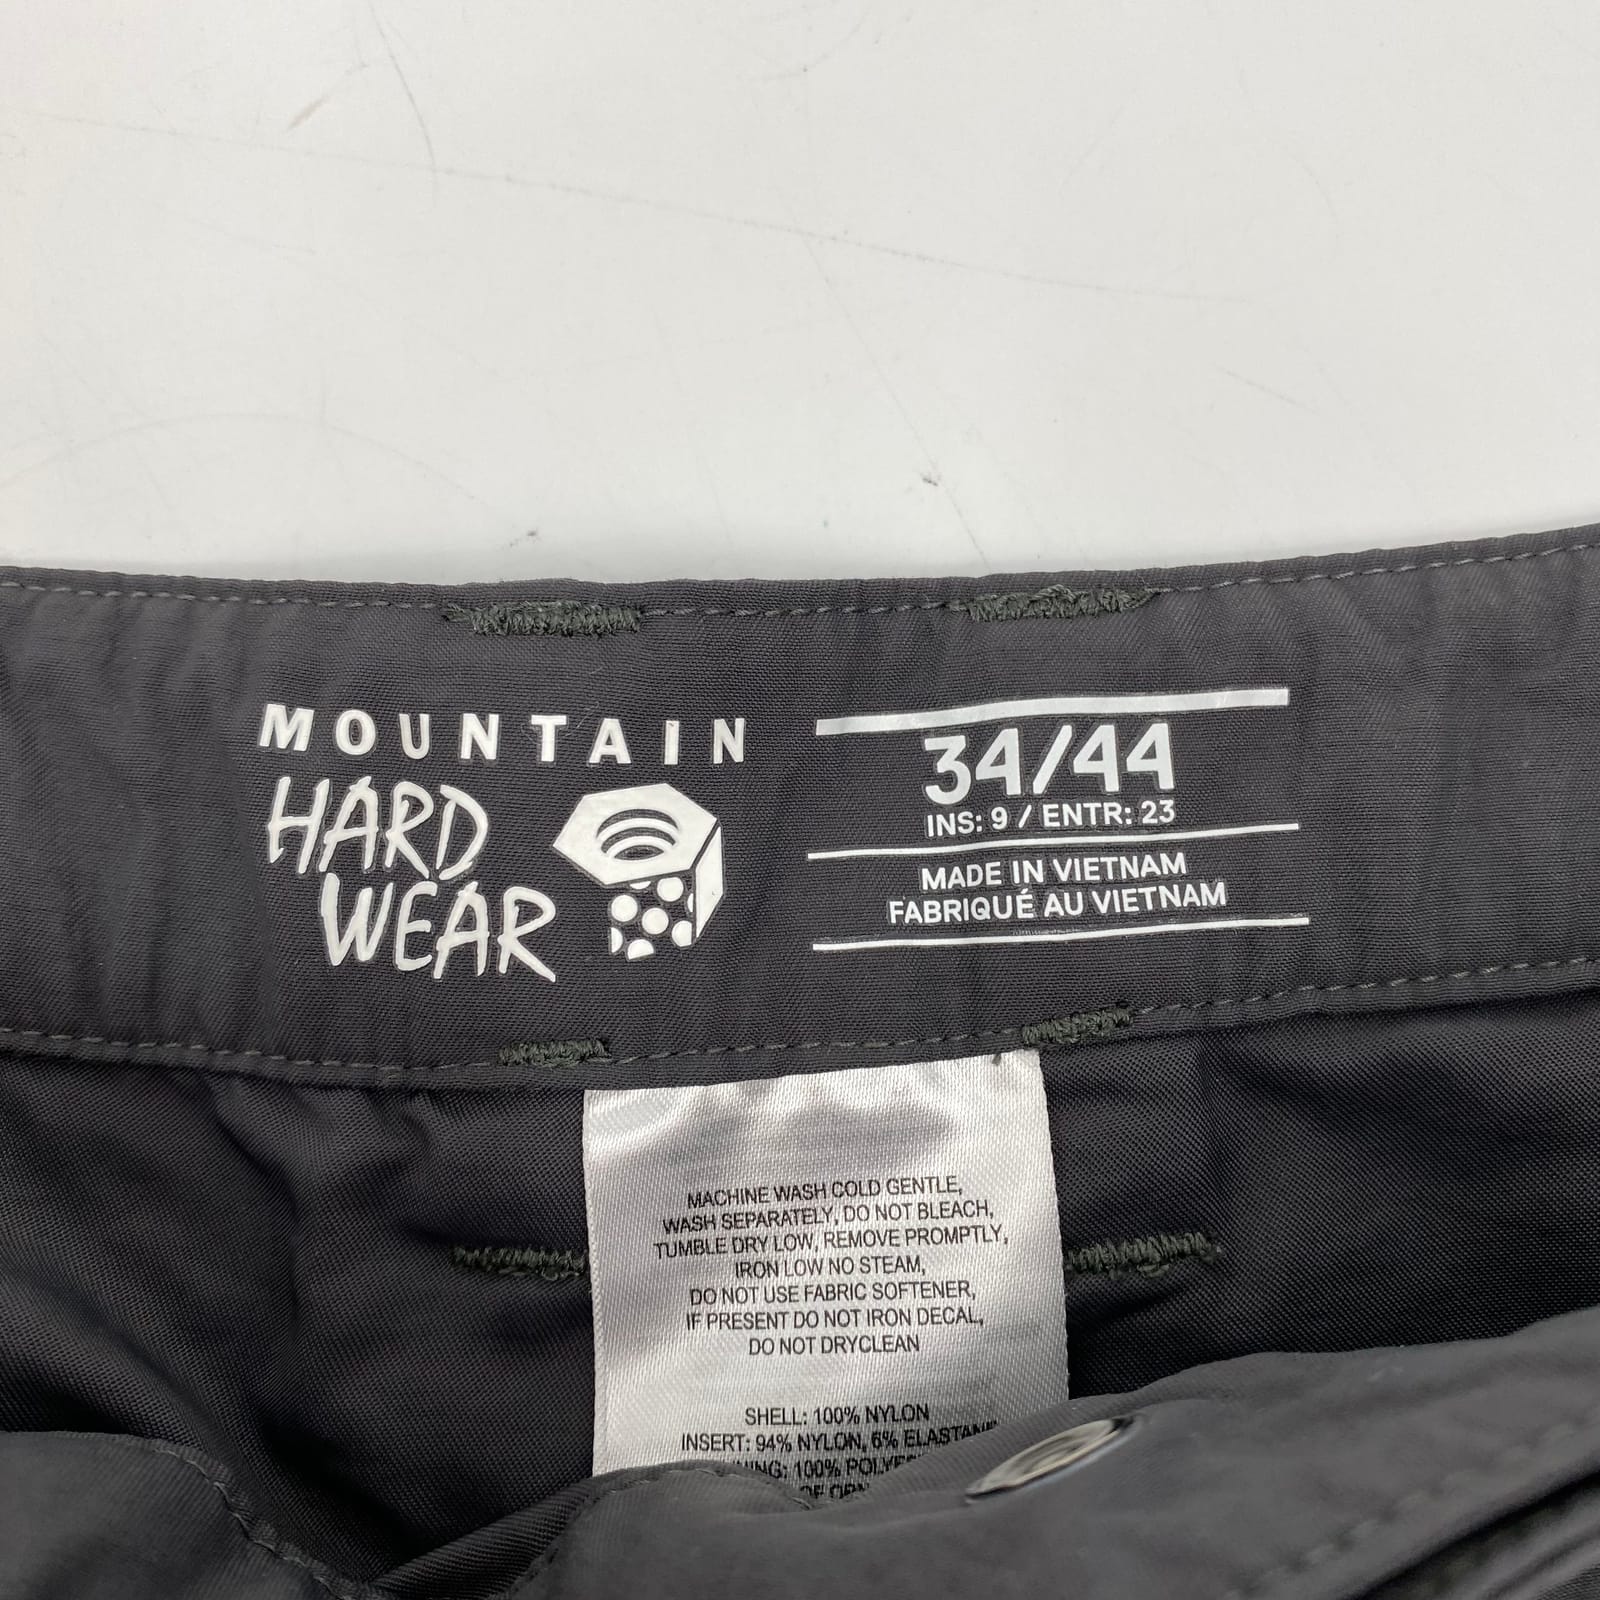 MOUNTAIN
HARD
WEAR
34/44
INS: 9 / ENTR: 23
MADE IN VIETNAM
FABRIQUÉ AU VIETNAM
MACHINE WASH COLD GENTLE,
WASH SEPARATELY, DO NOT BLEACH,
TUMBLE DRY LOW, REMOVE PROMPTLY,
IRON LOW NO STEAM,
DO NOT USE FABRIC SOFTENER,
IF PRESENT DO NOT IRON DECAL,
DO NOT DRYCLEAN
SHELL: 100% NYLON
INSERT: 94% NYLON, 6% ELASTANE
100%